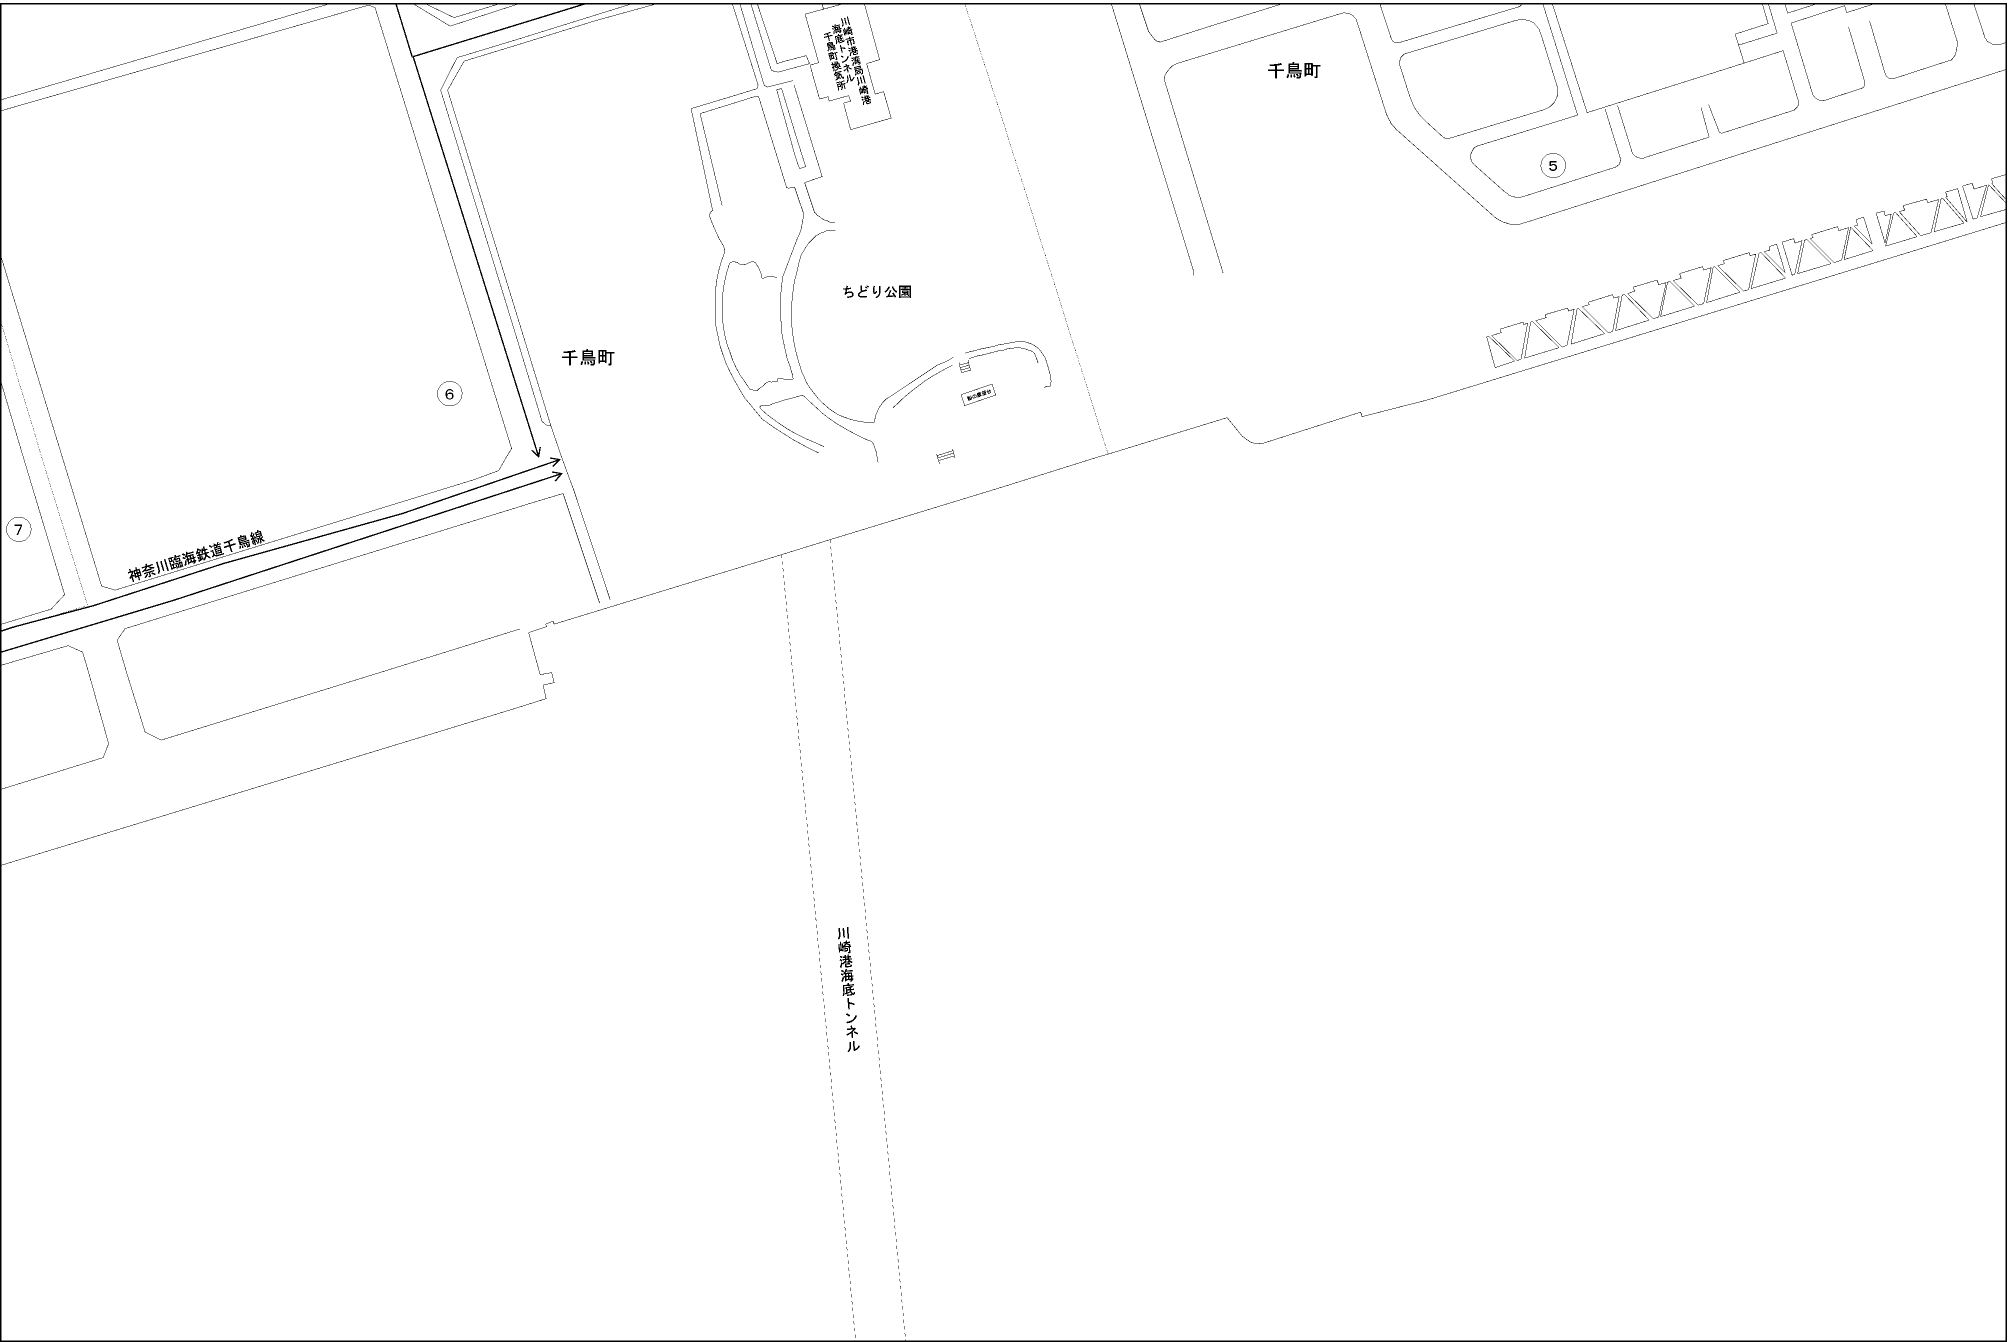 川崎市港湾局川崎港
海底トンネル
千鳥町換気所
千鳥町
⑤
ちどり公園
千鳥町
⑥
⑦
神奈川臨海鉄道千鳥線
川崎港海底トンネル